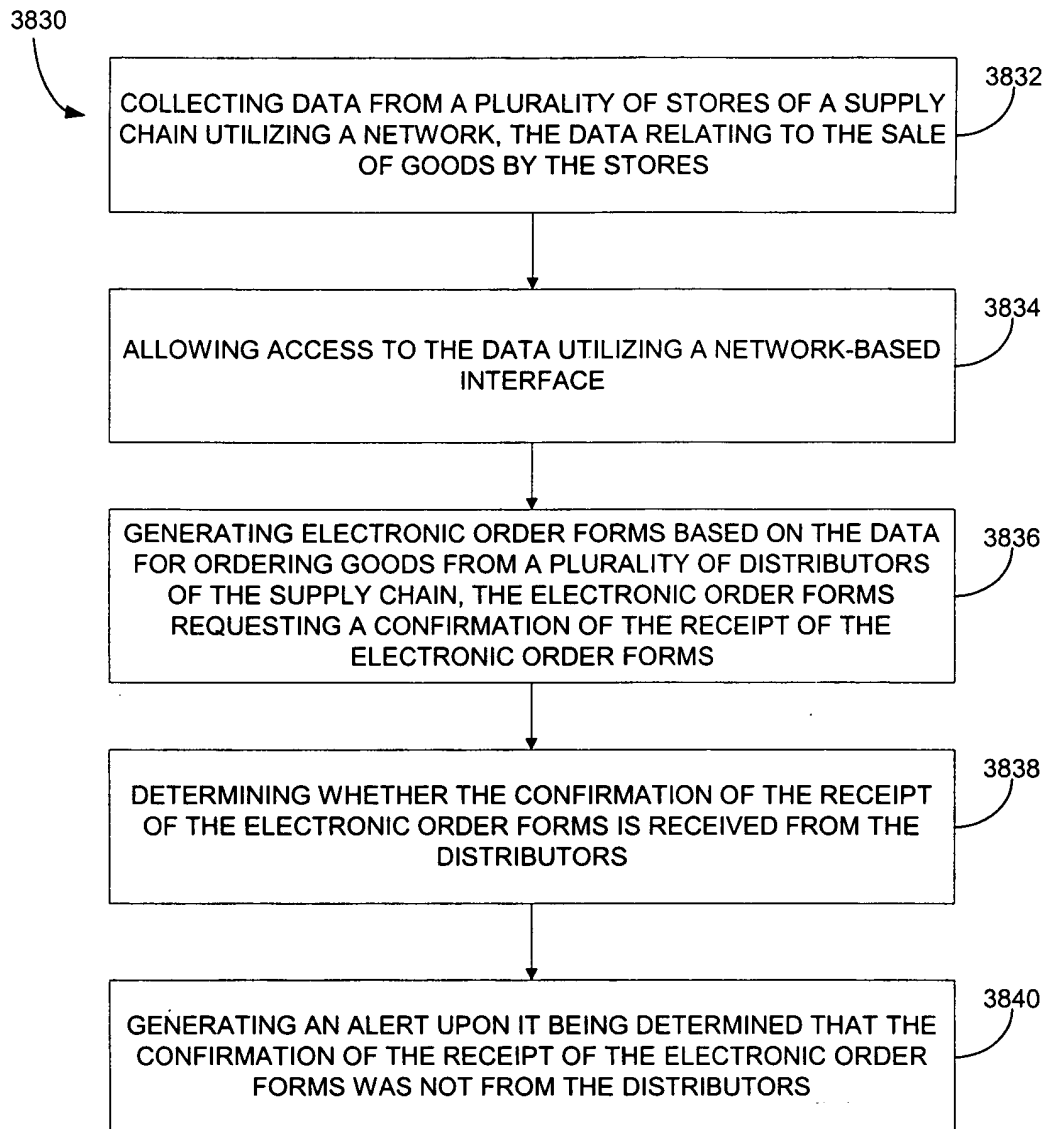 3830
3832
COLLECTING DATA FROM A PLURALITY OF STORES OF A SUPPLY
CHAIN UTILIZING A NETWORK, THE DATA RELATING TO THE SALE
OF GOODS BY THE STORES
3834
ALLOWING ACCESS TO THE DATA UTILIZING A NETWORK-BASED
INTERFACE
3836
GENERATING ELECTRONIC ORDER FORMS BASED ON THE DATA
FOR ORDERING GOODS FROM A PLURALITY OF DISTRIBUTORS
OF THE SUPPLY CHAIN, THE ELECTRONIC ORDER FORMS
REQUESTING A CONFIRMATION OF THE RECEIPT OF THE
ELECTRONIC ORDER FORMS
3838
DETERMINING WHETHER THE CONFIRMATION OF THE RECEIPT
OF THE ELECTRONIC ORDER FORMS IS RECEIVED FROM THE
DISTRIBUTORS
3840
GENERATING AN ALERT UPON IT BEING DETERMINED THAT THE
CONFIRMATION OF THE RECEIPT OF THE ELECTRONIC ORDER
FORMS WAS NOT FROM THE DISTRIBUTORS